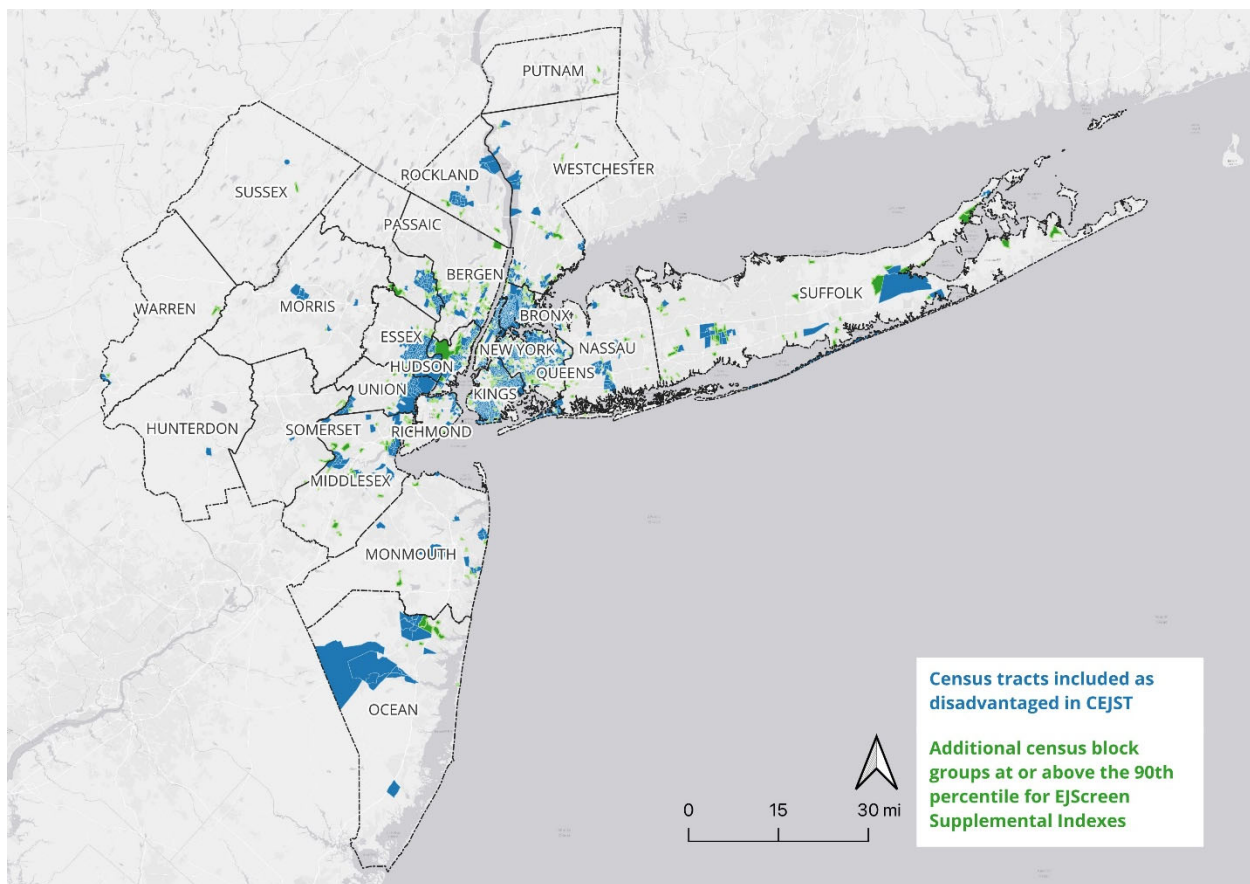 PUTNAM
WESTCHESTER
ROCKLAND
SUSSEX
PASSAIC
BERGEN
WARREN
MORRIS
SUFFOLK
BRONX
ESSEX
NEW YORK
NASSAU
HUDSON
QUEENS
UNION
KINGS
HUNTERDON
SOMERSET
RICHMOND
MIDDLESEX
MONMOUTH
OCEAN
Census tracts included as
disadvantaged in CEJST
Additional census block
groups at or above the 90th
percentile for EJScreen
Supplemental Indexes
0 15 30 mi